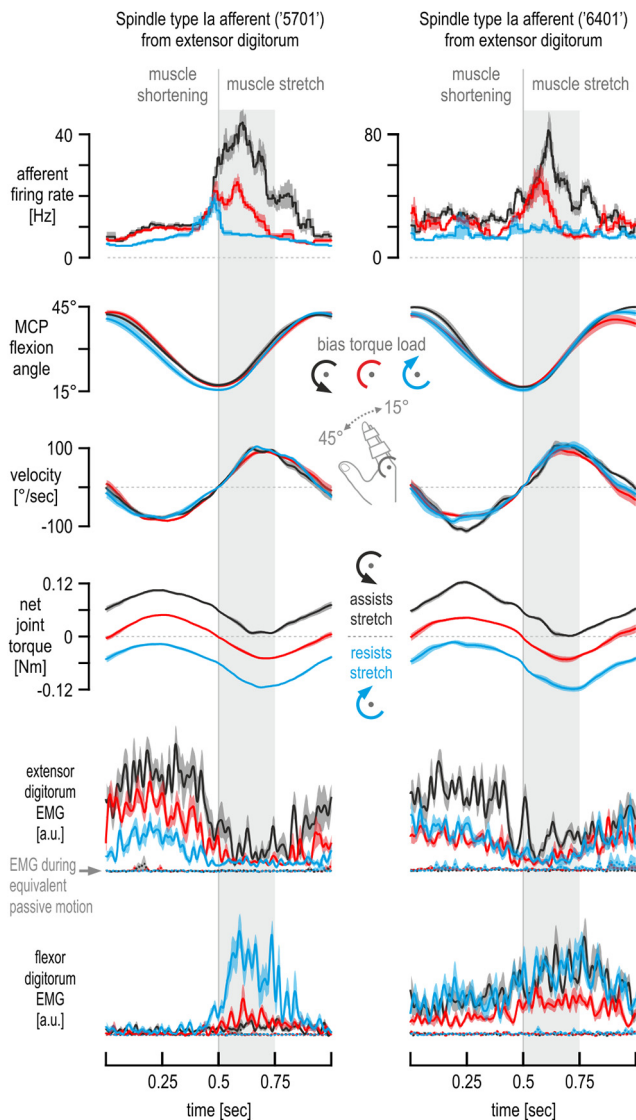 Spindle type Ia afferent ('5701')
from extensor digitorum
Spindle type Ia afferent ('6401')
from extensor digitorum
muscle
shortening
muscle stretch
muscle
shortening
muscle stretch
afferent
firing rate
[Hz]
40
0
80
0
MCP
flexion
angle
45°
15°
bias torque load
45°
15°
velocity
[°/sec]
100
-100
net
joint
torque
[Nm]
0.12
0
-0.12
assists
stretch
resists
stretch
extensor
digitorum
EMG
[a.u.]
EMG during
equivalent
passive motion
flexor
digitorum
EMG
[a.u.]
0.25 0.5 0.75
time [sec]
0.25 0.5 0.75
time [sec]